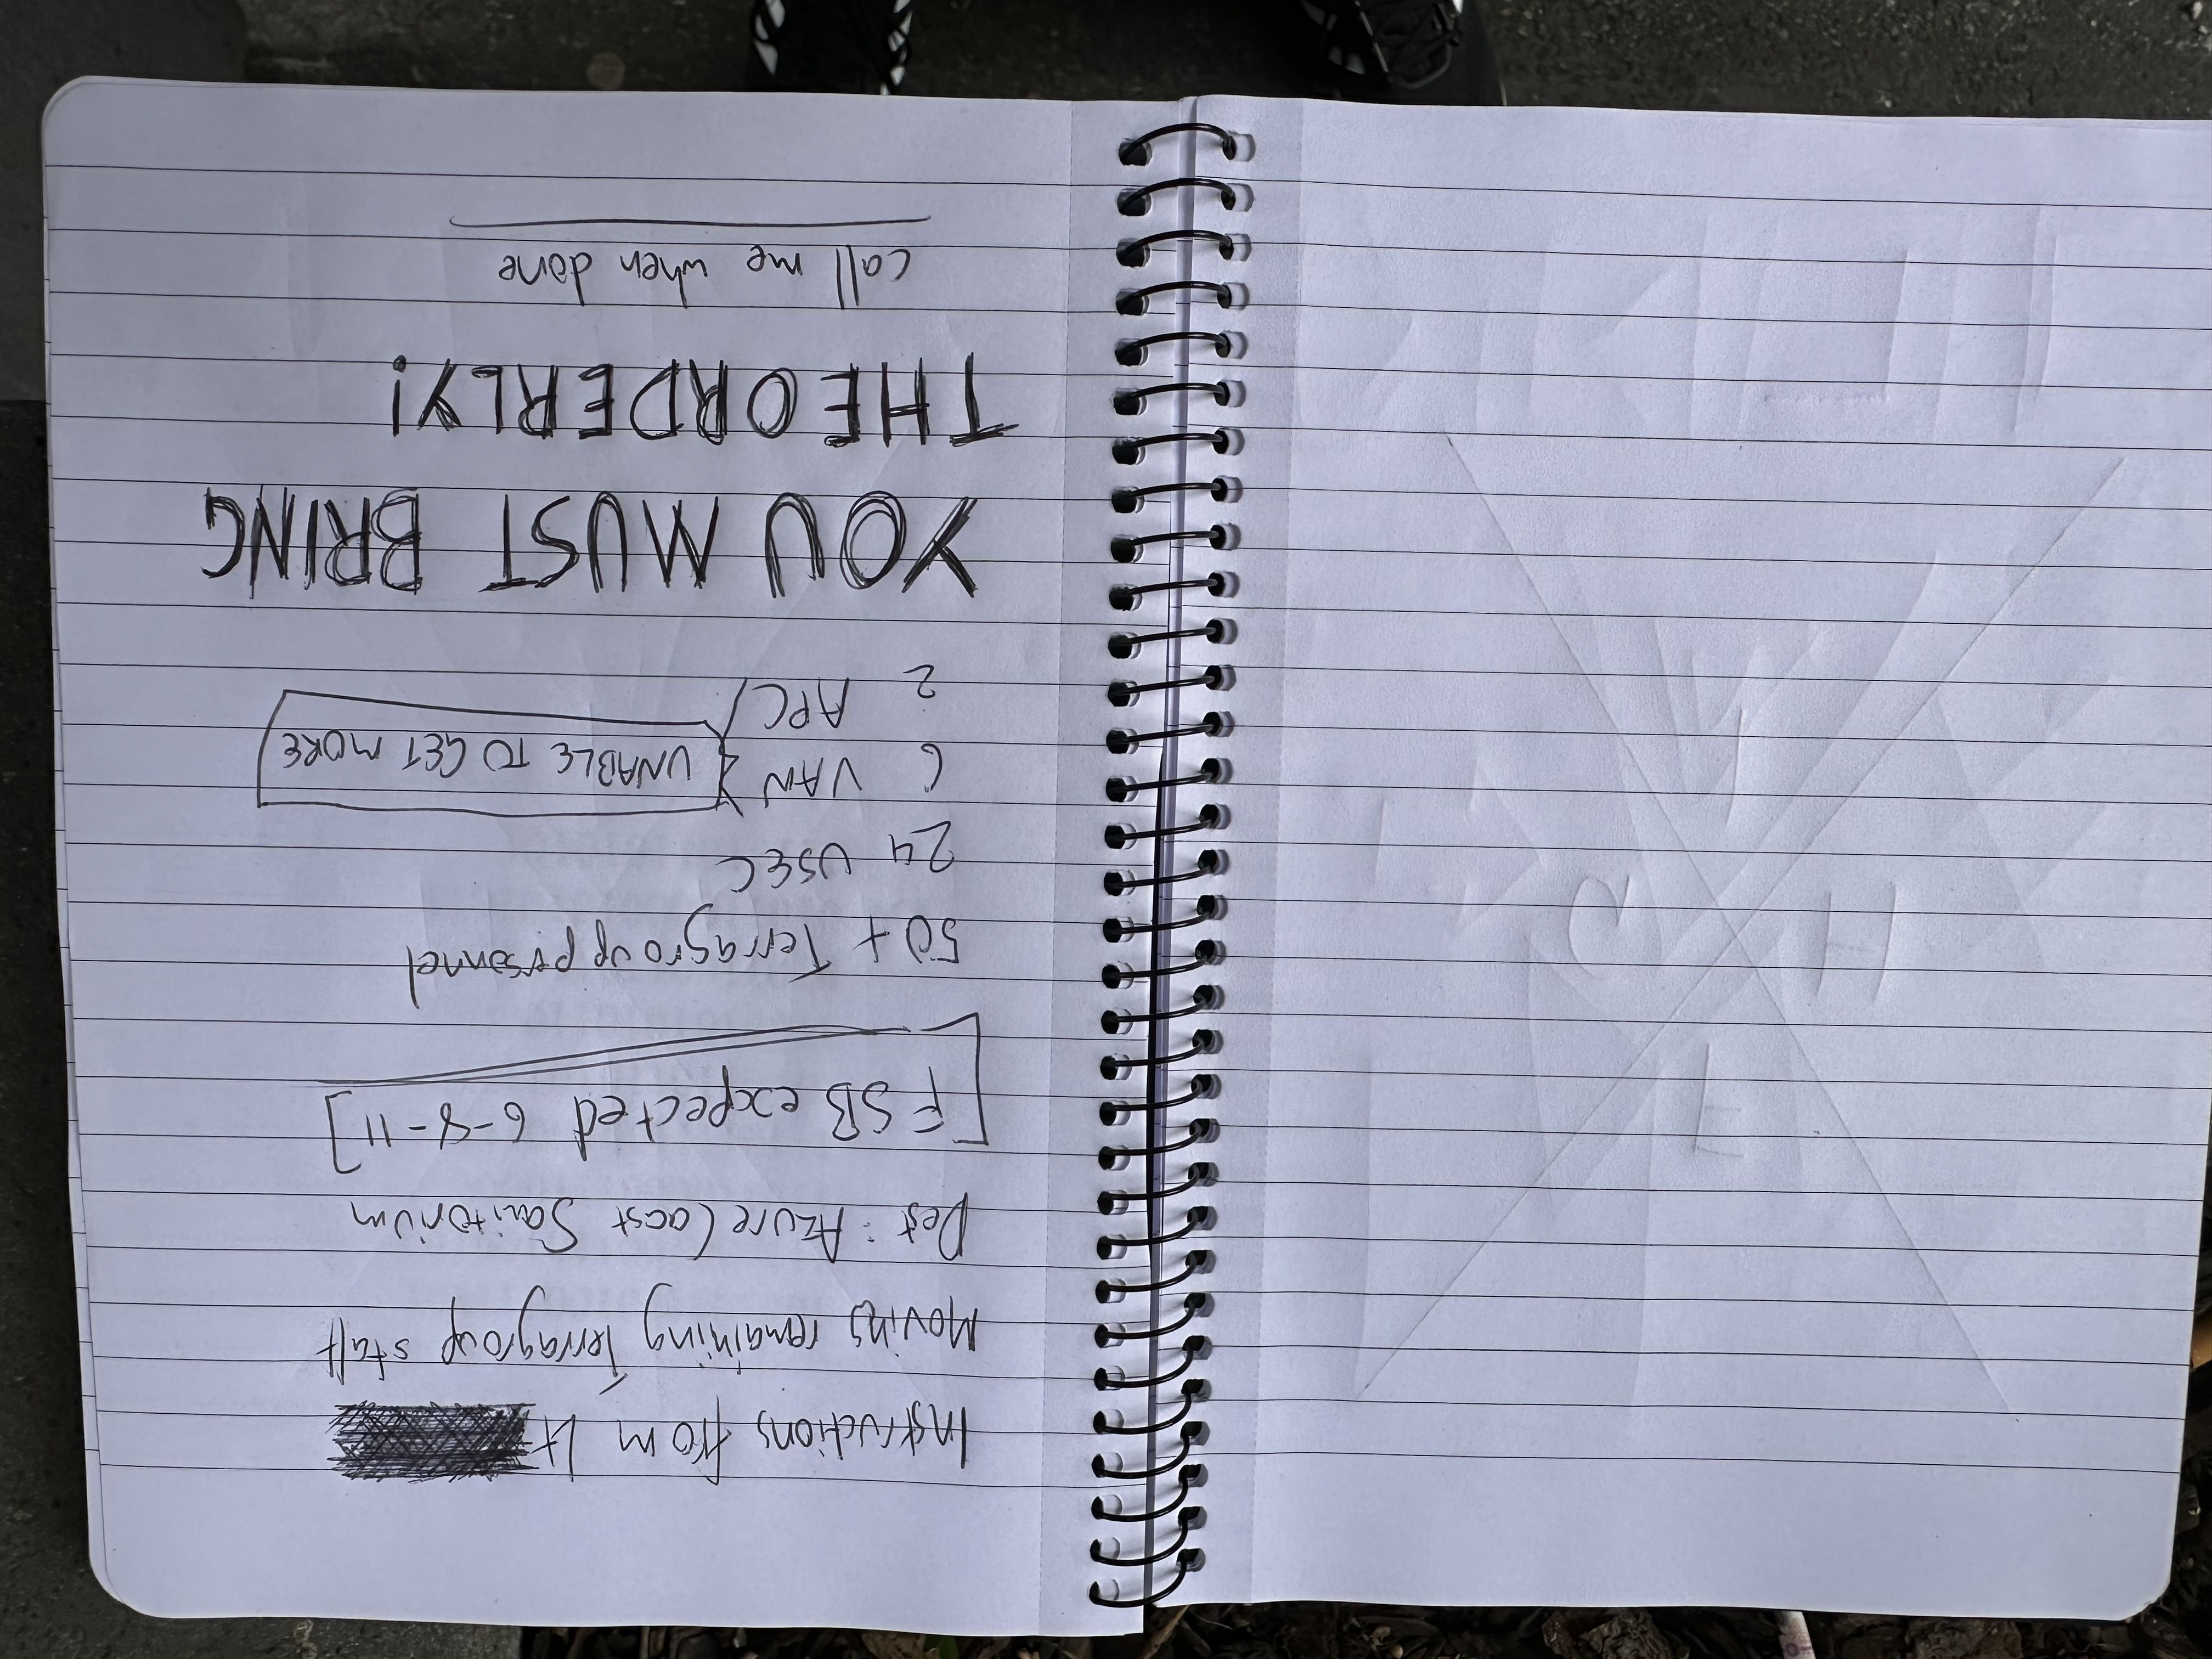 Instructions from Lt
Moving remaining Terragroup staff
Dest : Azure Coast Sanitorium
[FSB expected 6-8-11]
50+ Terragroup personnel
24 USEC
6 VAN
UNABLE TO GET MORE
2 APC
YOU MUST BRING
THE ORDERLY!
call me when done